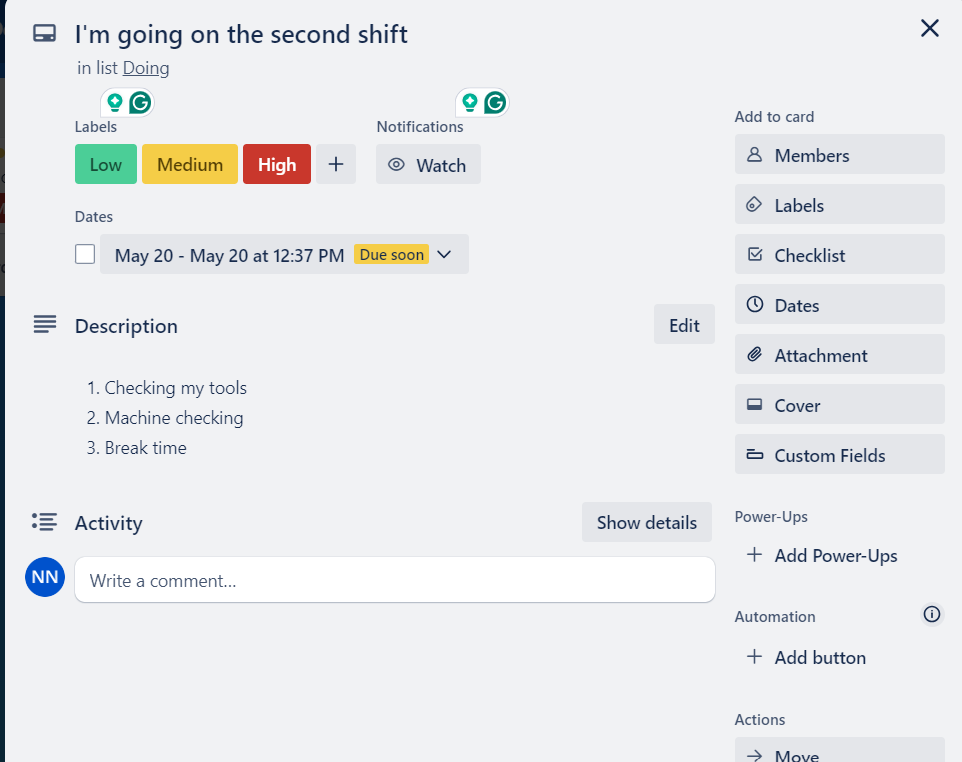 I'm going on the second shift
in list Doing
Labels
Low Medium High
Notifications
Watch
Dates
May 20 - May 20 at 12:37 PM Due soon
Description
Edit
1. Checking my tools
2. Machine checking
3. Break time
Activity
Show details
NN
Write a comment…
Add to card
Members
Labels
Checklist
Dates
Attachment
Cover
Custom Fields
Power-Ups
+ Add Power-Ups
Automation
+ Add button
Actions
Move